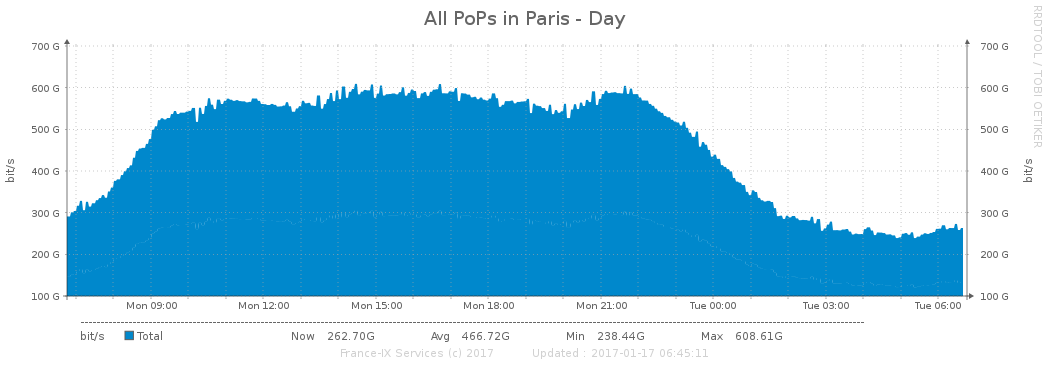 All PoPs in Paris - Day
RRDTOOL / TOBI OETIKER
700 G 700 G
600 G 600 G
500 G 500 G
400 G 400 G
300 G 300 G
200 G 200 G
100 G 100 G
bit/s bit/s
Mon 09:00 Mon 12:00 Mon 15:00 Mon 18:00 Mon 21:00 Tue 00:00 Tue 03:00 Tue 06:00
bit/s Total Now 262.70G Avg 466.72G Min 238.44G Max 608.61G
France-IX Services (c) 2017 Updated : 2017-01-17 06:45:11